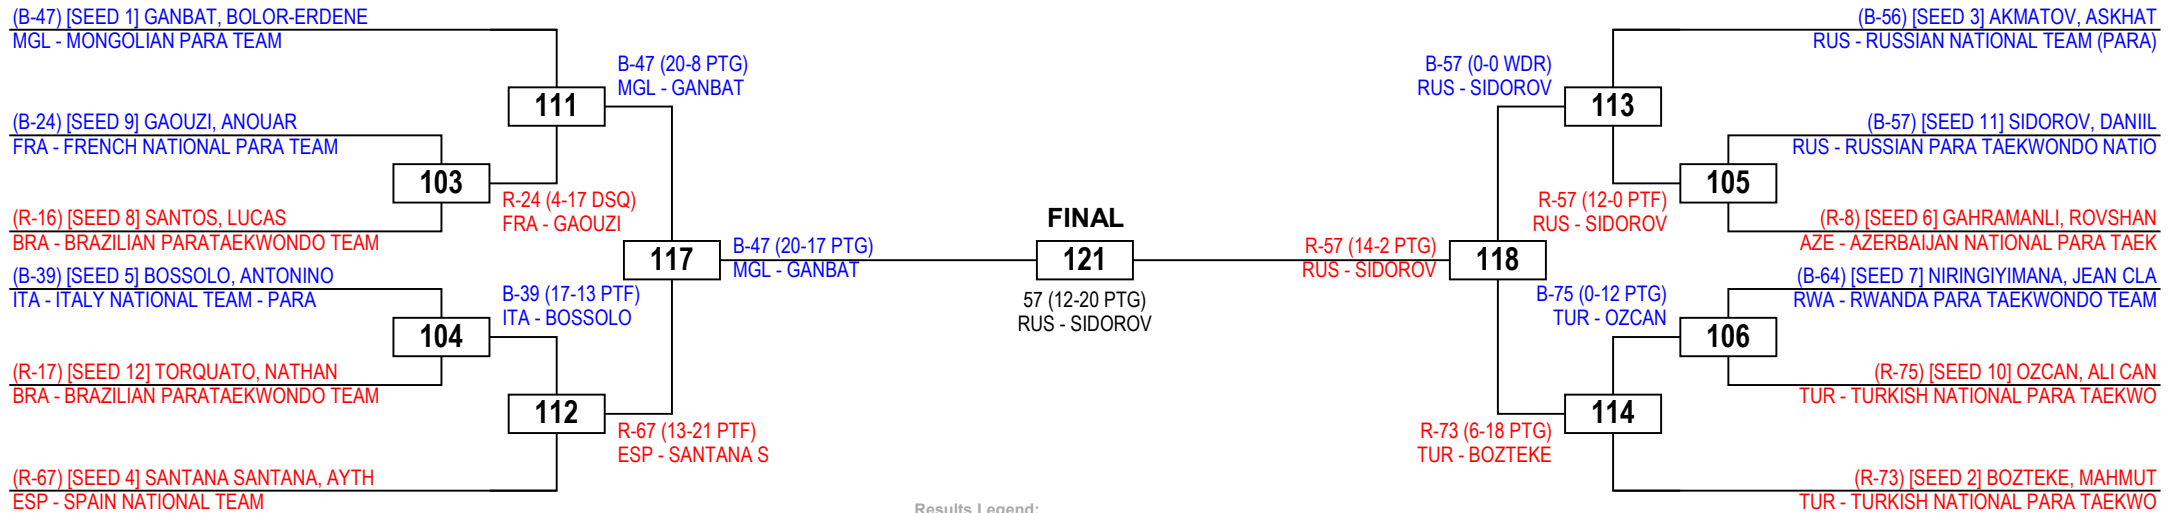 (B-47) [SEED 1] GANBAT, BOLOR-ERDENE
MGL - MONGOLIAN PARA TEAM
(B-24) [SEED 9] GAOUZI, ANOUAR
FRA - FRENCH NATIONAL PARA TEAM
(R-16) [SEED 8] SANTOS, LUCAS
BRA - BRAZILIAN PARATAEKWONDO TEAM
(B-39) [SEED 5] BOSSOLO, ANTONINO
ITA - ITALY NATIONAL TEAM - PARA
(R-17) [SEED 12] TORQUATO, NATHAN
BRA - BRAZILIAN PARATAEKWONDO TEAM
(R-67) [SEED 4] SANTANA SANTANA, AYTH
ESP - SPAIN NATIONAL TEAM
103
104
R-24 (4-17 DSQ)
FRA - GAOUZI
B-39 (17-13 PTF)
ITA - BOSSOLO
111
112
B-47 (20-8 PTG)
MGL - GANBAT
R-67 (13-21 PTF)
ESP - SANTANA S
117
B-47 (20-17 PTG)
MGL - GANBAT
FINAL
121
57 (12-20 PTG)
RUS - SIDOROV
R-57 (14-2 PTG)
RUS - SIDOROV
118
B-57 (0-0 WDR)
RUS - SIDOROV
R-73 (6-18 PTG)
TUR - BOZTEKE
113
114
R-57 (12-0 PTF)
RUS - SIDOROV
B-75 (0-12 PTG)
TUR - OZCAN
105
106
(B-56) [SEED 3] AKMATOV, ASKHAT
RUS - RUSSIAN NATIONAL TEAM (PARA)
(B-57) [SEED 11] SIDOROV, DANIIL
RUS - RUSSIAN PARA TAEKWONDO NATIO
(R-8) [SEED 6] GAHRAMANLI, ROVSHAN
AZE - AZERBAIJAN NATIONAL PARA TAEK
(B-64) [SEED 7] NIRINGIYIMANA, JEAN CLA
RWA - RWANDA PARA TAEKWONDO TEAM
(R-75) [SEED 10] OZCAN, ALI CAN
TUR - TURKISH NATIONAL PARA TAEKWO
(R-73) [SEED 2] BOZTEKE, MAHMUT
TUR - TURKISH NATIONAL PARA TAEKWO
Results Legend: